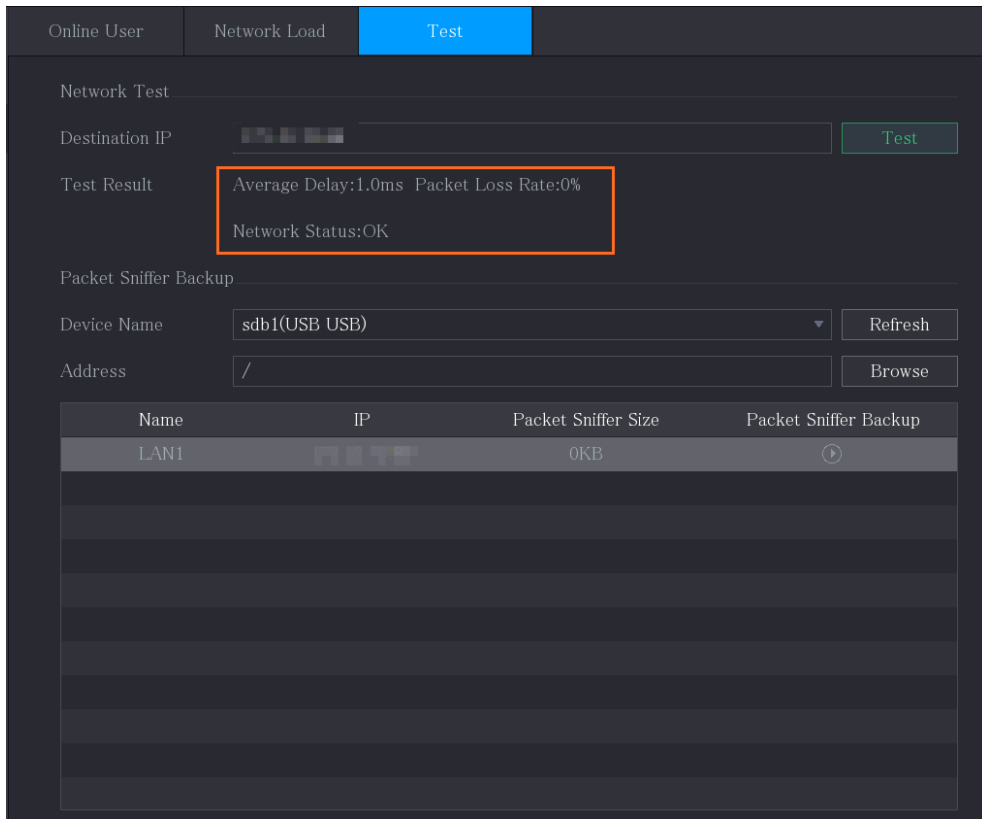 Online User Network Load Test
Network Test
Destination IP Test
Test Result Average Delay:1.0ms Packet Loss Rate:0%
Network Status:OK
Packet Sniffer Backup
Device Name sdb1(USB USB) Refresh
Address / Browse
Name IP Packet Sniffer Size Packet Sniffer Backup
LAN1 0KB